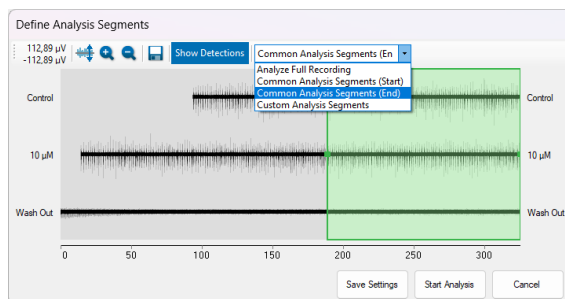 Define Analysis Segments
112,89 µV
-112.89 µV
Show Detections
Common Analysis Segments (En
Analyze Full Recording
Common Analysis Segments (Start)
Common Analysis Segments (End)
Custom Analysis Segments
Control
Control
10 µM
10 µM
Wash Out
Wash Out
0 50 100 150 200 250 300
Save Settings Start Analysis Cancel